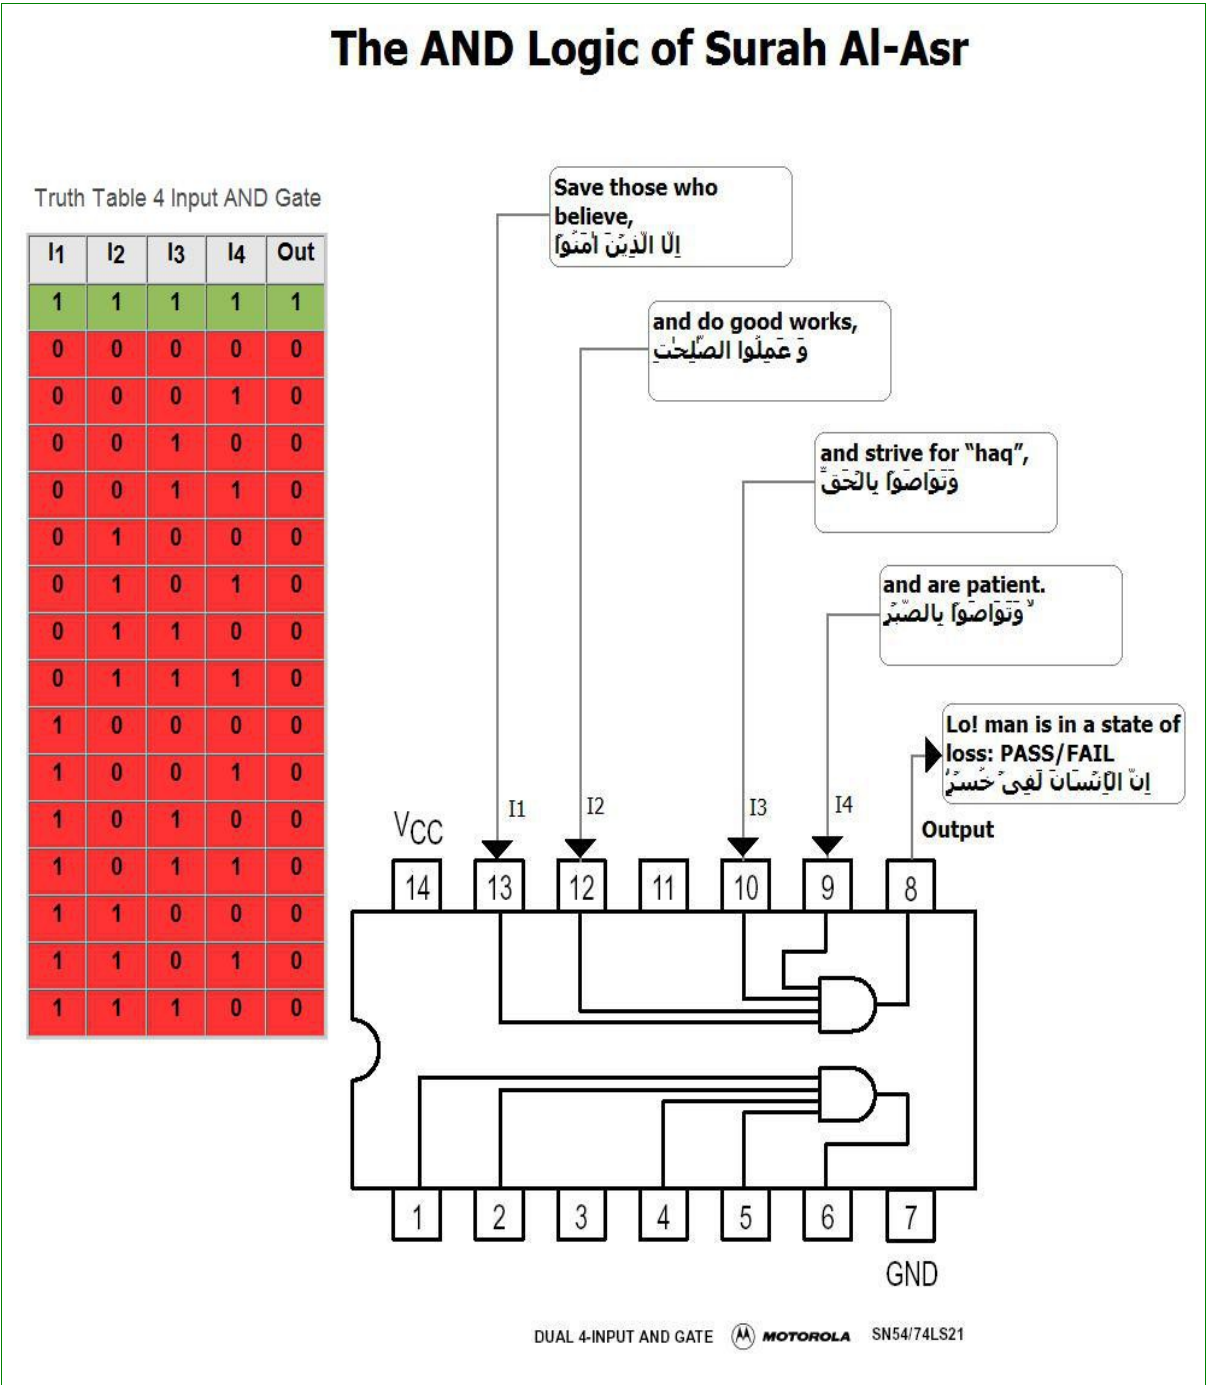 The AND Logic of Surah Al-Asr
Truth Table 4 Input AND Gate
I1 I2 I3 I4 Out
1 1 1 1 1
0 0 0 0 0
0 0 0 1 0
0 0 1 0 0
0 0 1 1 0
0 1 0 0 0
0 1 0 1 0
0 1 1 0 0
0 1 1 1 0
1 0 0 0 0
1 0 0 1 0
1 0 1 0 0
1 0 1 1 0
1 1 0 0 0
1 1 0 1 0
1 1 1 0 0
Save those who
believe,
اِلَّا الَّذِيْنَ اٰمَنُوْا
and do good works,
وَ عَمِلُوا الصّٰلِحٰتِ
and strive for “haq”,
وَتَوَاصَوْا بِالْحَقِّ
and are patient.
وَتَوَاصَوْا بِالصَّبْرِ
Lo! man is in a state of
loss: PASS/FAIL
اِنَّ الْاِنْسَانَ لَفِىْ خُسْرٍ
Output
I1 I2 I3 I4
VCC
14 13 12 11 10 9 8
1 2 3 4 5 6 7
GND
DUAL 4-INPUT AND GATE MOTOROLA SN54/74LS21